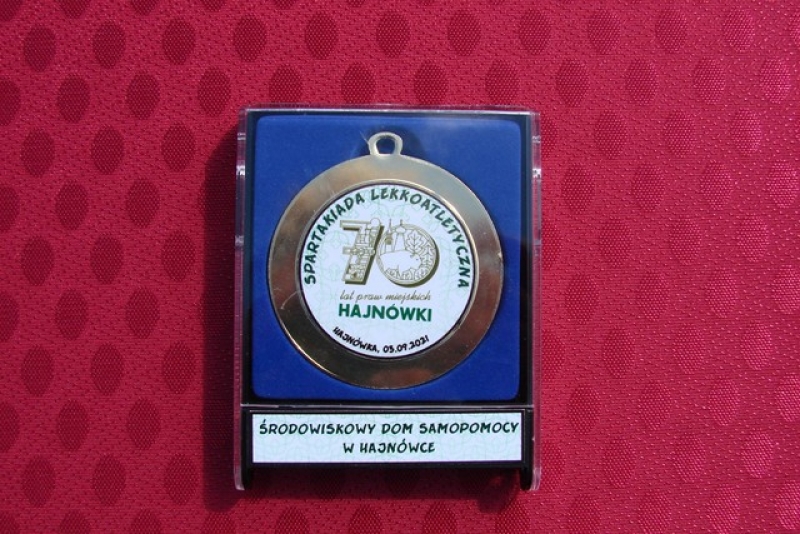 SPARTAKIADA LEKKOATLETYCZNA
70
lat praw miejskich
HAJNÓWKI
HAJNÓWKA, 03.09.2021
ŚRODOWISKOWY DOM SAMOPOMOCY
W HAJNÓWCE